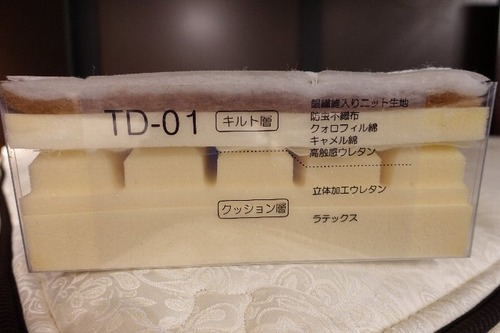 TD-01
キルト層
銀繊維入りニット生地
防虫不織布
クォロフィル綿
キャメル綿
高触感ウレタン
立体加工ウレタン
クッション層
ラテックス